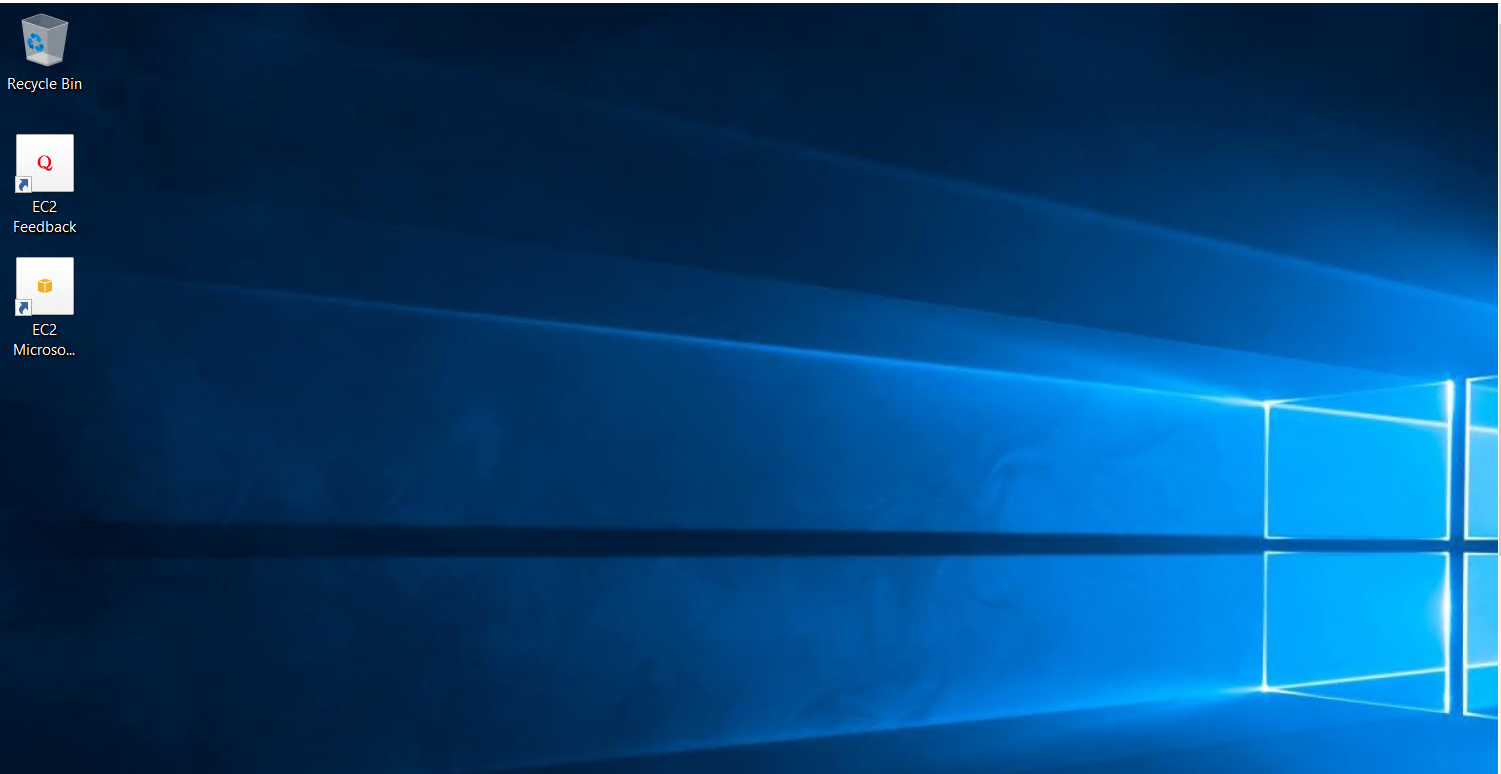 Recycle Bin
Q
EC2
Feedback
EC2
Microso...